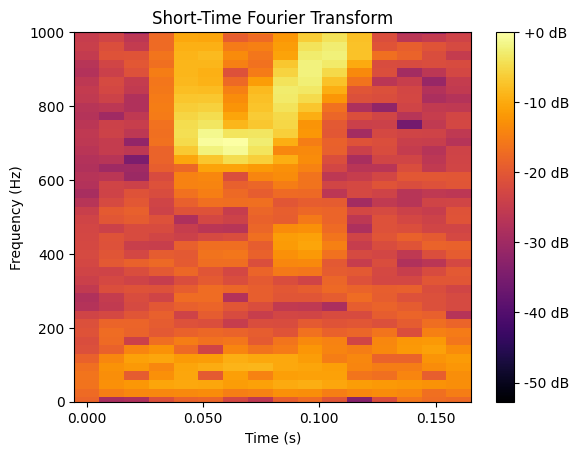 Short-Time Fourier Transform
1000
800
600
400
200
0
Frequency (Hz)
0.000
0.050
0.100
0.150
Time (s)
+0 dB
-10 dB
-20 dB
-30 dB
-40 dB
-50 dB